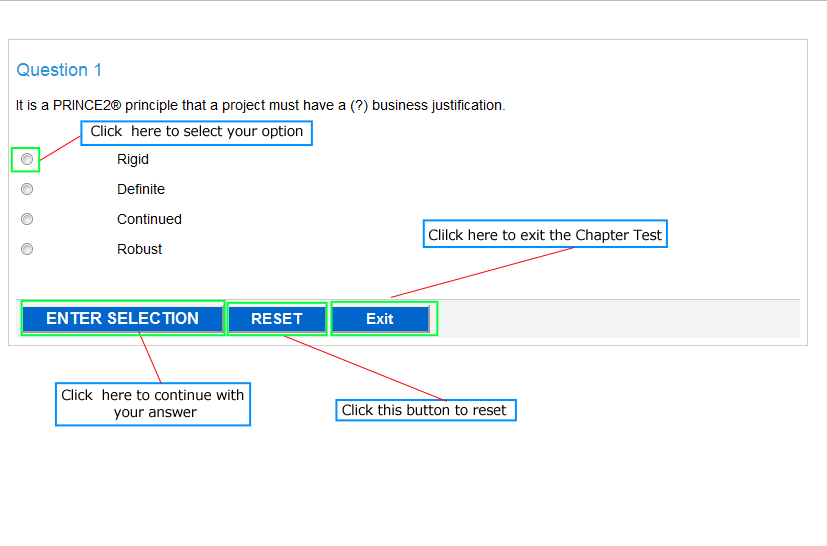 Question 1
It is a PRINCE2® principle that a project must have a (?) business justification.
Click here to select your option
Rigid
Definite
Continued
Robust
Clilck here to exit the Chapter Test
ENTER SELECTION
RESET
Exit
Click here to continue with
your answer
Click this button to reset